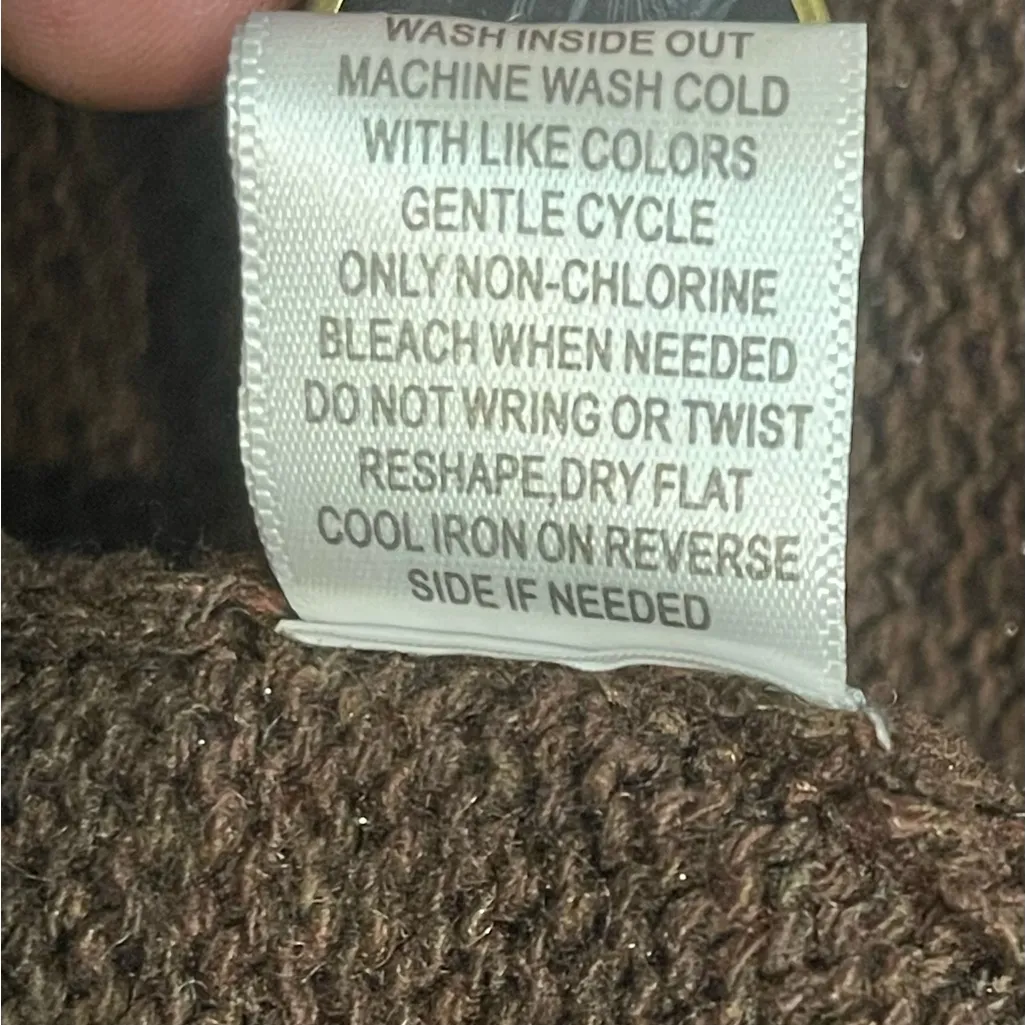 WASH INSIDE OUT
MACHINE WASH COLD
WITH LIKE COLORS
GENTLE CYCLE
ONLY NON-CHLORINE
BLEACH WHEN NEEDED
DO NOT WRING OR TWIST
RESHAPE,DRY FLAT
COOL IRON ON REVERSE
SIDE IF NEEDED